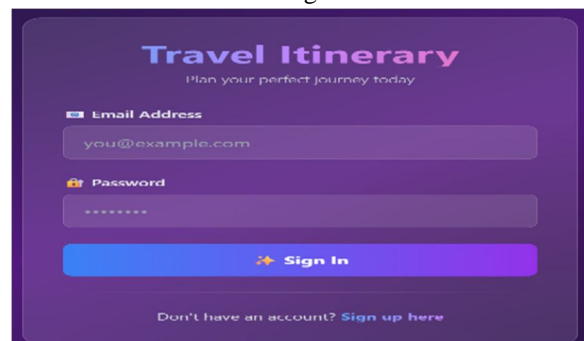 Travel Itinerary
Plan your perfect journey today
📧 Email Address
you@example.com
🔐 Password
••••••••
✨ Sign In
Don't have an account? Sign up here